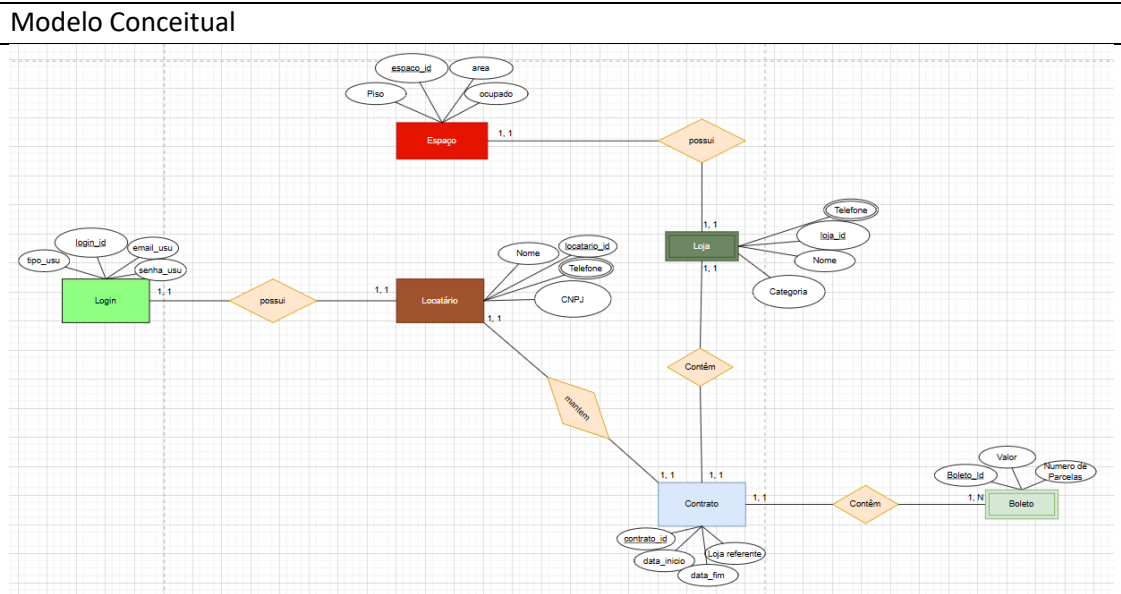 Modelo Conceitual
espaco_id
area
Piso
ocupado
Espaço
1, 1
possui
1, 1
Telefone
loja_id
Nome
Categoria
Loja
1, 1
login_id
email_usu
tipo_usu
senha_usu
Login
1, 1
possui
1, 1
Nome
locatario_id
Telefone
CNPJ
Locatário
1, 1
Contêm
mantem
1, 1
1, 1
Contrato
1, 1
Contêm
1, N
Boleto_Id
Valor
Numero de
Parcelas
Boleto
contrato_id
data_inicio
data_fim
Loja referente